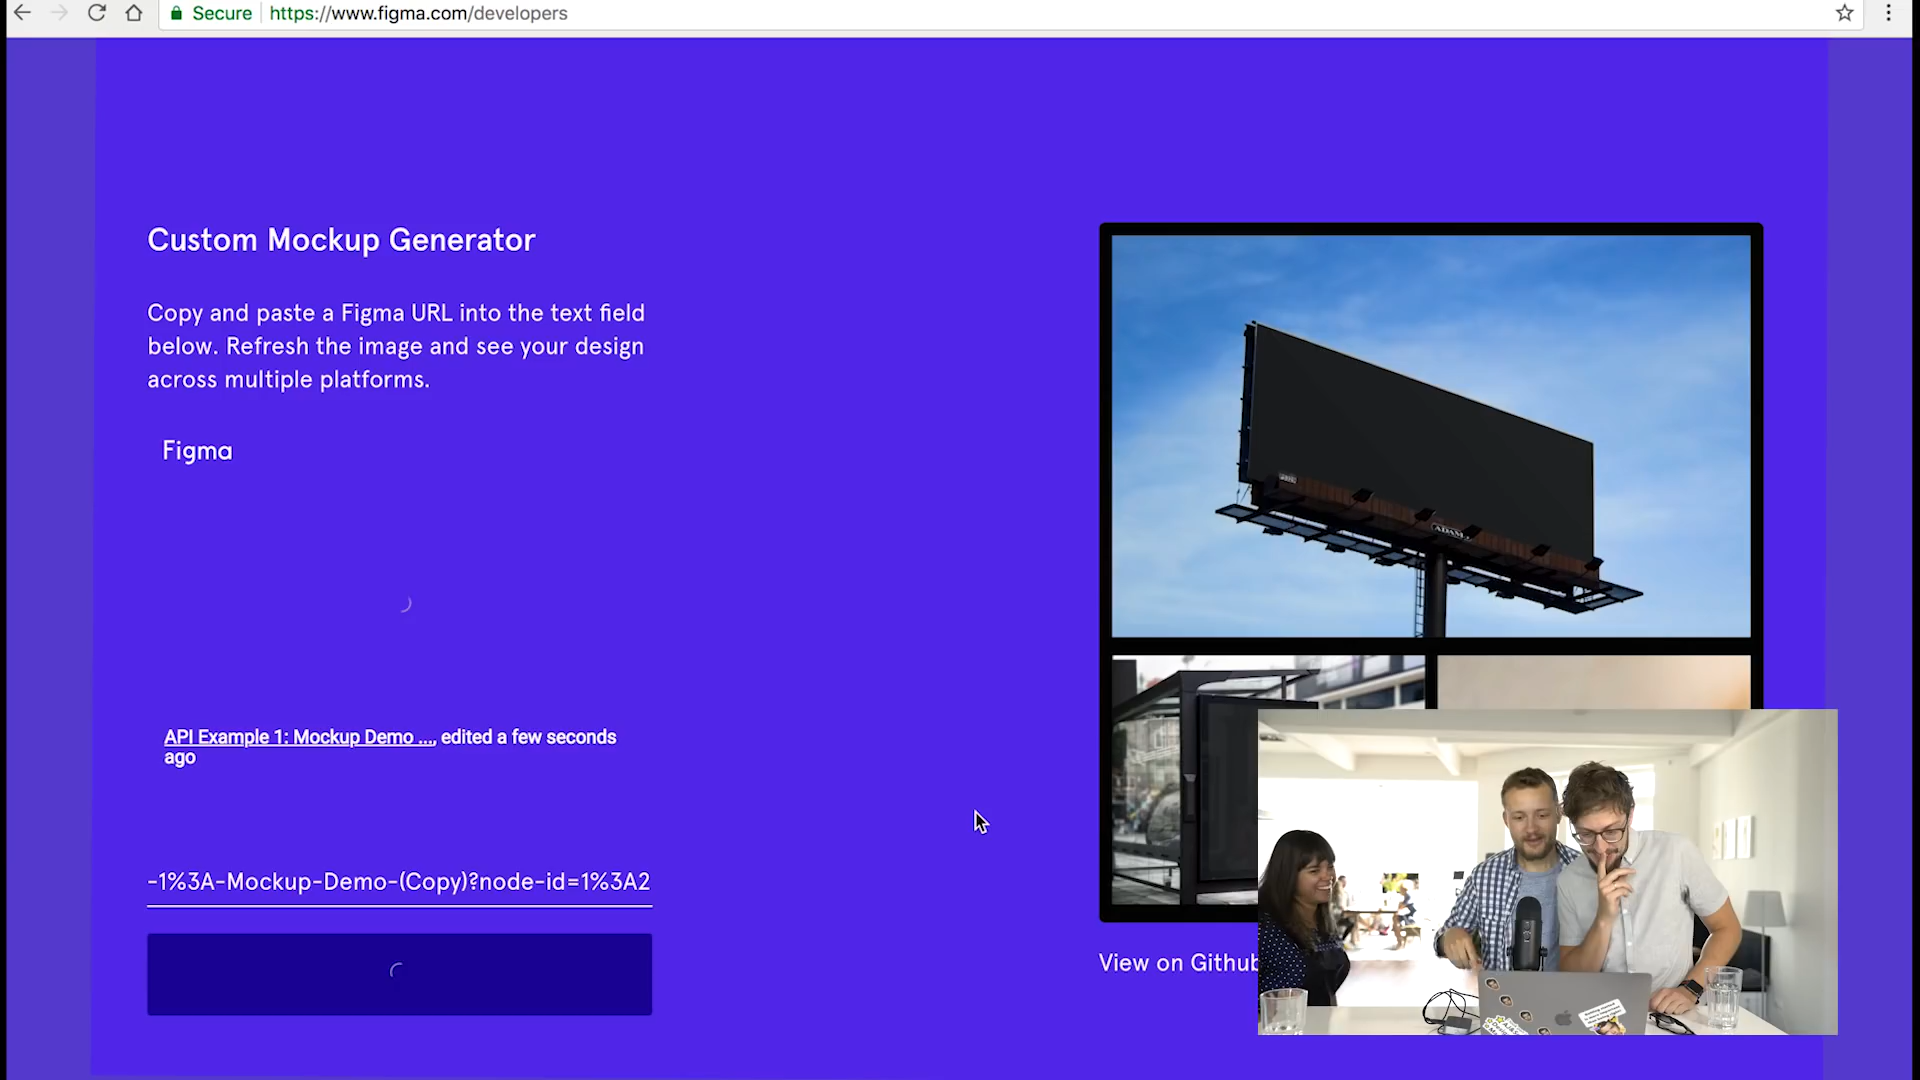 Secure
https://www.figma.com/developers
Custom Mockup Generator
Copy and paste a Figma URL into the text field
below. Refresh the image and see your design
across multiple platforms.
Figma
API Example 1: Mockup Demo ..., edited a few seconds
ago
-1%3A-Mockup-Demo-(Copy)?node-id=1%3A2
ADAM
View on Github